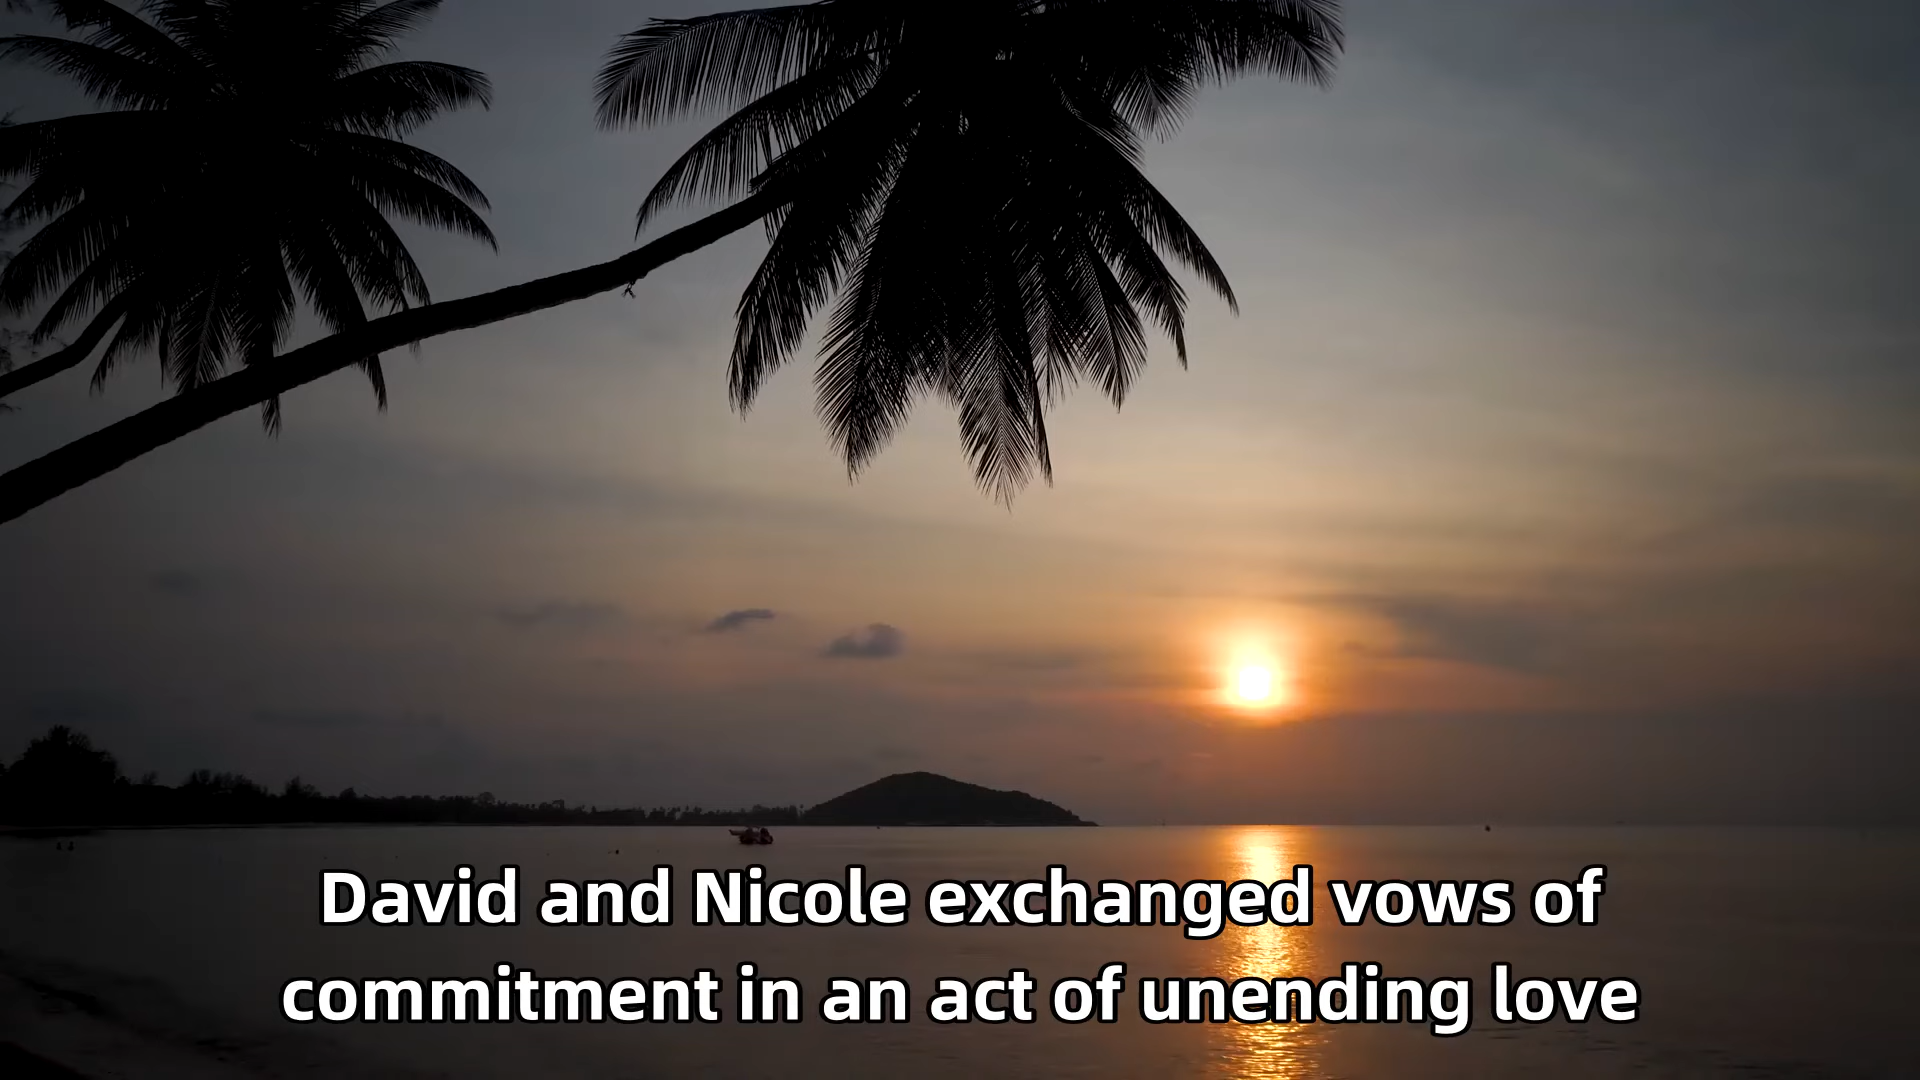 David and Nicole exchanged vows of
commitment in an act of unending love